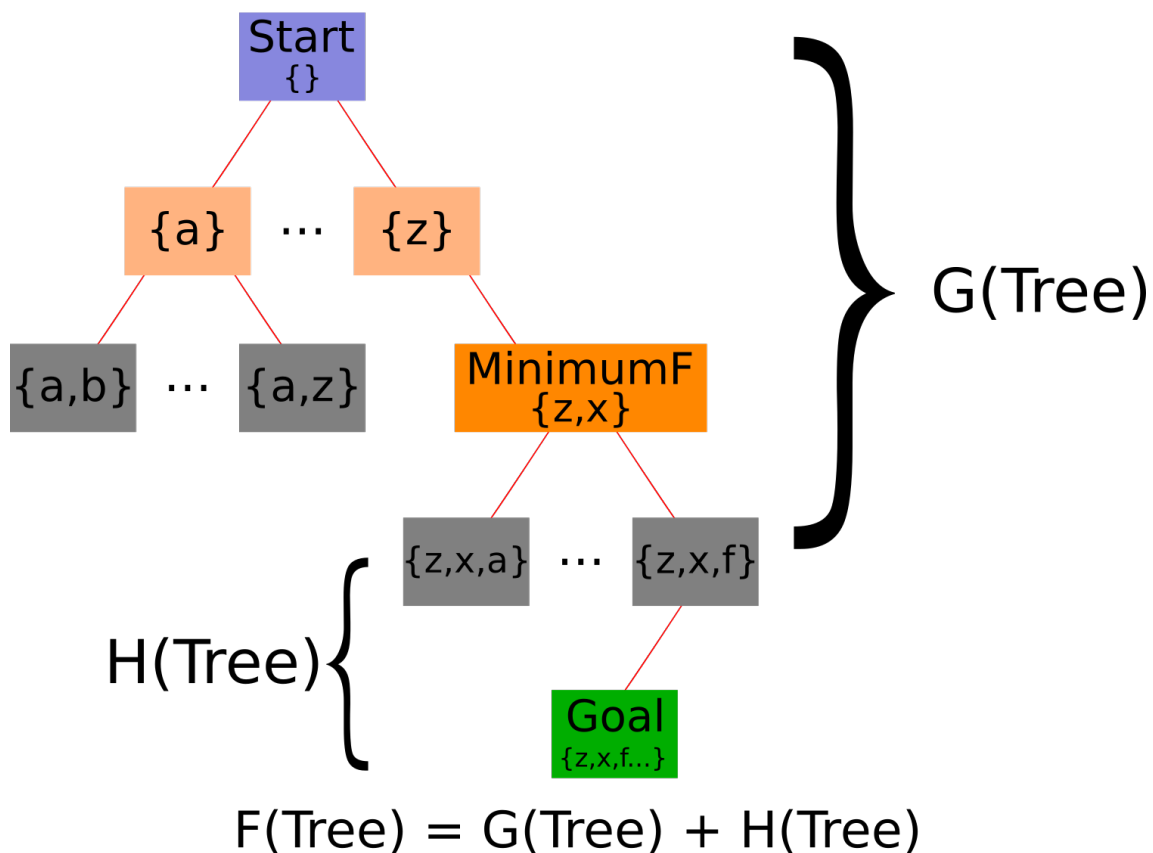 Start
{}
{a} ... {z}
G(Tree)
{a,b} ... {a,z}
MinimumF
{z,x}
{z,x,a} ... {z,x,f}
H(Tree)
Goal
{z,x,f...}
F(Tree) = G(Tree) + H(Tree)